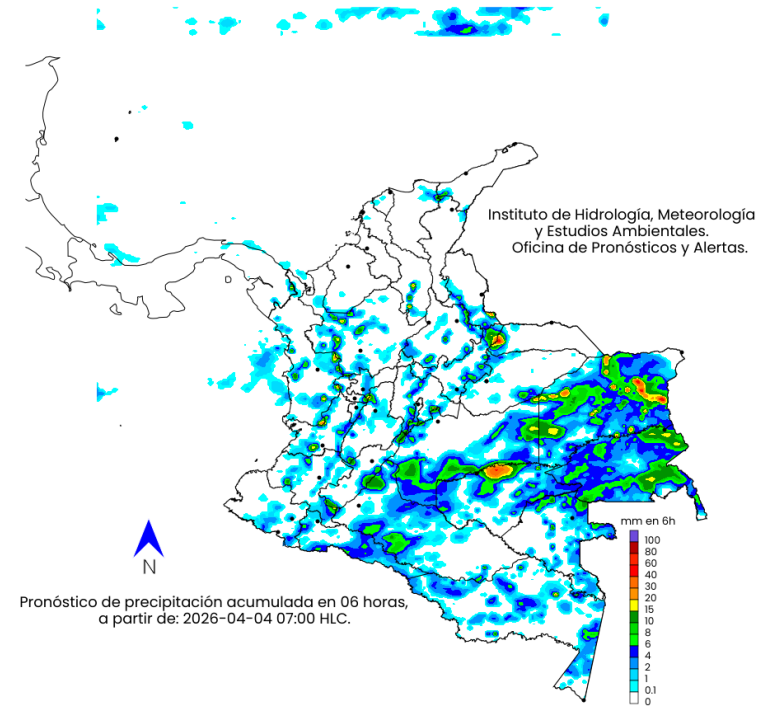 Instituto de Hidrología, Meteorología
y Estudios Ambientales.
Oficina de Pronósticos y Alertas.
mm en 6h
100
80
60
40
30
20
15
10
8
6
4
2
1
0.1
0
N
Pronóstico de precipitación acumulada en 06 horas,
a partir de: 2026-04-04 07:00 HLC.